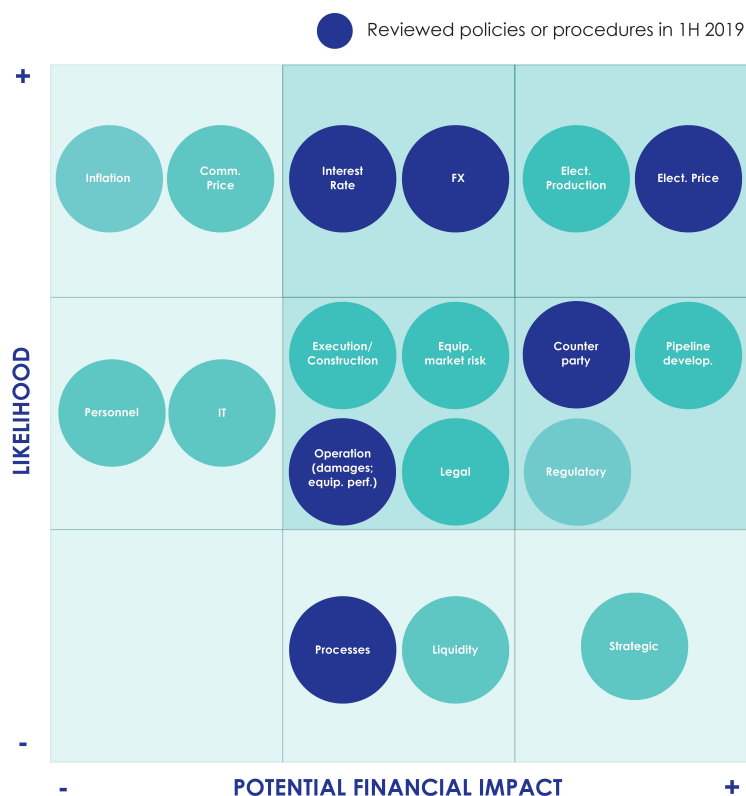 Reviewed policies or procedures in 1H 2019
+
Inflation
Comm.
Price
Interest
Rate
FX
Elect.
Production
Elect. Price
LIKELIHOOD
Personnel
IT
Execution/
Construction
Equip.
market risk
Counter
party
Pipeline
develop.
Operation
(damages;
equip. perf.)
Legal
Regulatory
Processes
Liquidity
Strategic
-
-
POTENTIAL FINANCIAL IMPACT
+